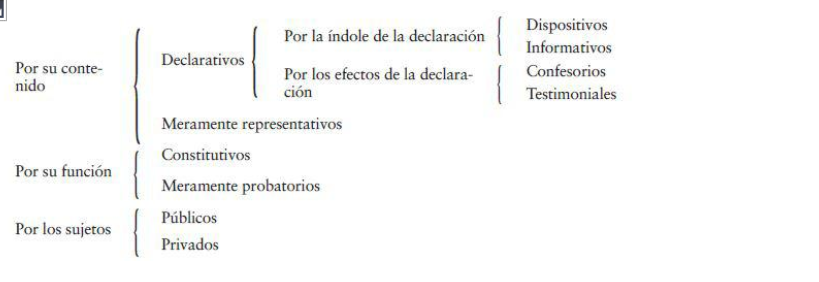 Por su conte-
nido
Declarativos
Por la índole de la declaración
Dispositivos
Informativos
Por los efectos de la declara-
ción
Confesorios
Testimoniales
Meramente representativos
Por su función
Constitutivos
Meramente probatorios
Por los sujetos
Públicos
Privados